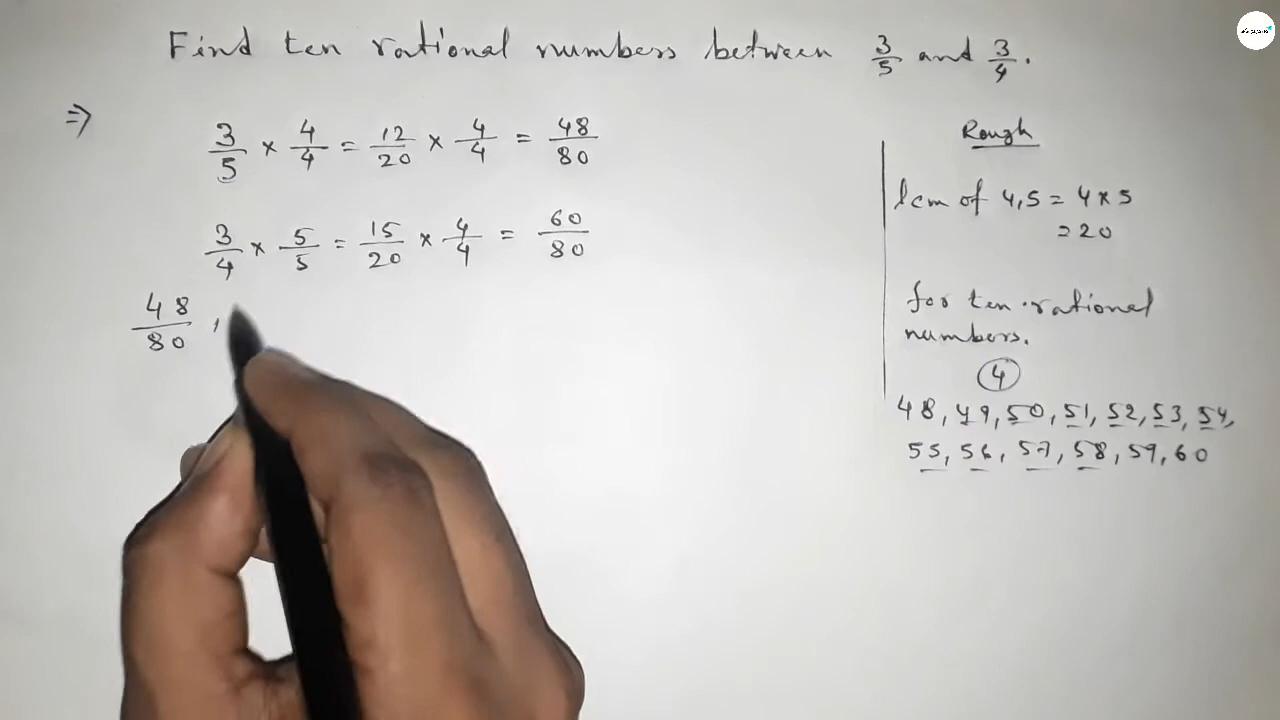 Find ten rational numbers between 3/5 and 3/4.
⇒
3/5 × 4/4 = 12/20 × 4/4 = 48/80
3/4 × 5/5 = 15/20 × 4/4 = 60/80
48/80 ,
Rough
lcm of 4,5 = 4×5
=20
for ten rational
numbers.
4
48, 49, 50, 51, 52, 53, 54,
55, 56, 57, 58, 59, 60